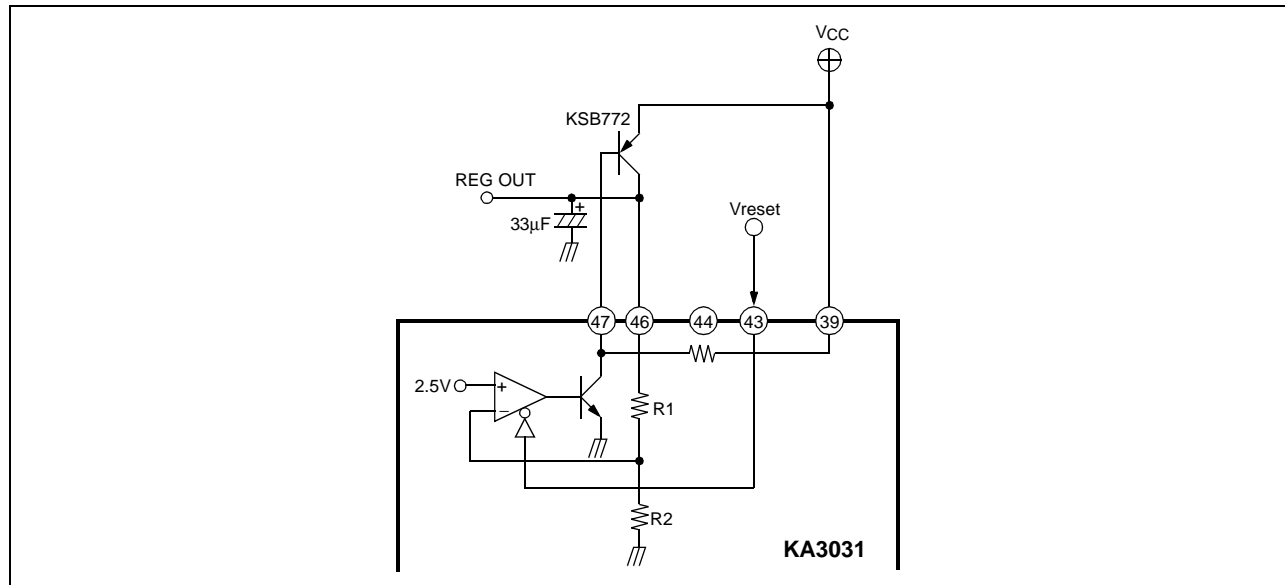 VCC
KSB772
REG OUT
+
33μF
Vreset
47
46
44
43
39
2.5V
+
−
R1
R2
KA3031